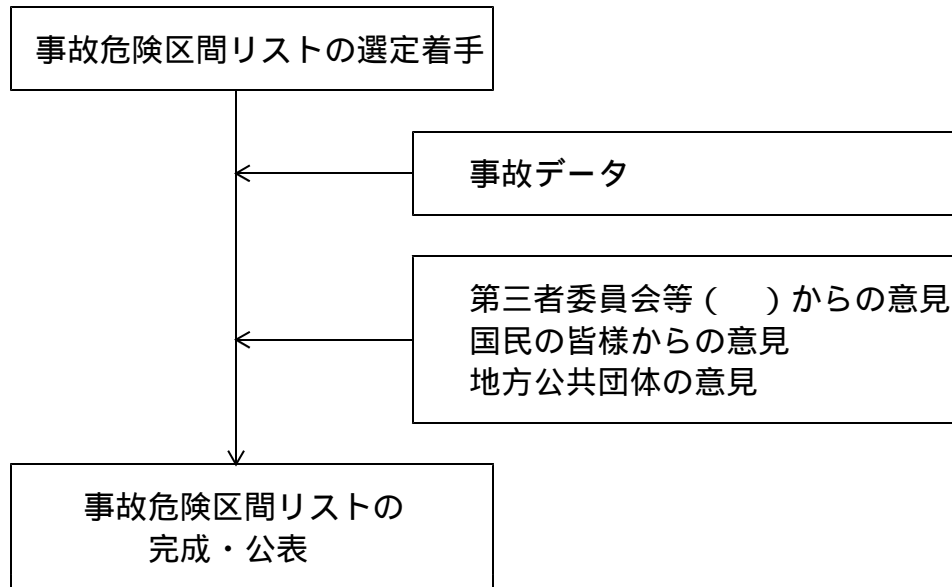 事故危険区間リストの選定着手
事故データ
第三者委員会等(　)からの意見
国民の皆様からの意見
地方公共団体の意見
事故危険区間リストの
完成・公表